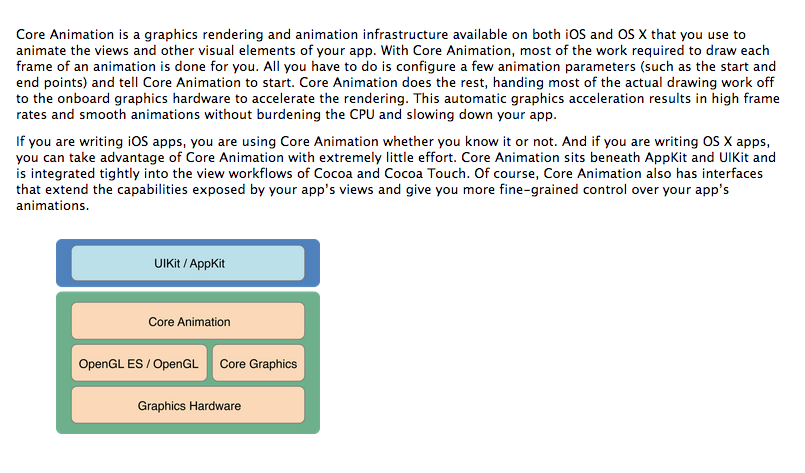 Core Animation is a graphics rendering and animation infrastructure available on both iOS and OS X that you use to
animate the views and other visual elements of your app. With Core Animation, most of the work required to draw each
frame of an animation is done for you. All you have to do is configure a few animation parameters (such as the start and
end points) and tell Core Animation to start. Core Animation does the rest, handing most of the actual drawing work off
to the onboard graphics hardware to accelerate the rendering. This automatic graphics acceleration results in high frame
rates and smooth animations without burdening the CPU and slowing down your app.
If you are writing iOS apps, you are using Core Animation whether you know it or not. And if you are writing OS X apps,
you can take advantage of Core Animation with extremely little effort. Core Animation sits beneath AppKit and UIKit and
is integrated tightly into the view workflows of Cocoa and Cocoa Touch. Of course, Core Animation also has interfaces
that extend the capabilities exposed by your app’s views and give you more fine-grained control over your app’s
animations.
UIKit / AppKit
Core Animation
OpenGL ES / OpenGL
Core Graphics
Graphics Hardware